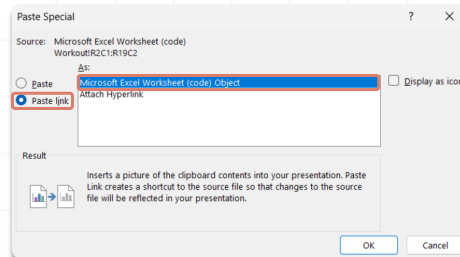 Paste Special
? X
Source: Microsoft Excel Worksheet (code)
Workout!R2C1:R19C2
As:
Paste
Microsoft Excel Worksheet (code) Object
Display as icon
Paste link
Attach Hyperlink
Result
Inserts a picture of the clipboard contents into your presentation. Paste
Link creates a shortcut to the source file so that changes to the source
file will be reflected in your presentation.
OK
Cancel